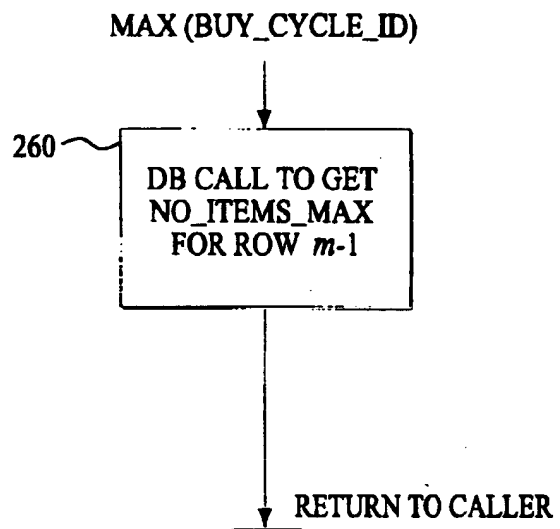 MAX (BUY_CYCLE_ID)
260
DB CALL TO GET
NO_ITEMS_MAX
FOR ROW m-1
RETURN TO CALLER